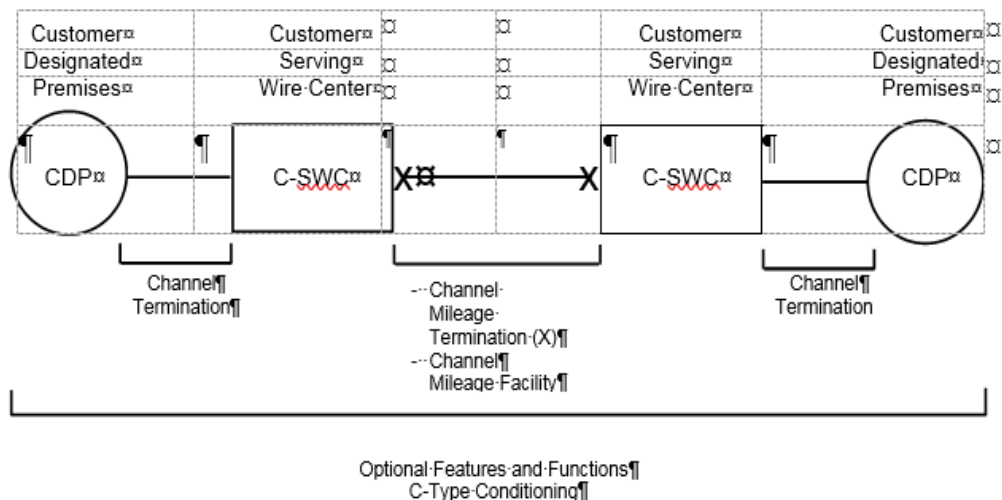 Customer¤ Customer¤ ¤ ¤ Customer¤ Customer¤ ¤
Designated¤ Serving¤ ¤ ¤ Serving¤ Designated¤ ¤
Premises¤ Wire·Center¤ ¤ ¤ Wire·Center¤ Premises¤ ¤
¶ ¶ ¶ ¶ ¶ ¶ ¤
CDP¤ C-SWC¤ X¤ X C-SWC¤ CDP¤
Channel¶
Termination¶
-··Channel·
Mileage·
Termination·(X)¶
-··Channel¶
Mileage·Facility¶
Channel¶
Termination
Optional·Features·and·Functions¶
C-Type·Conditioning¶